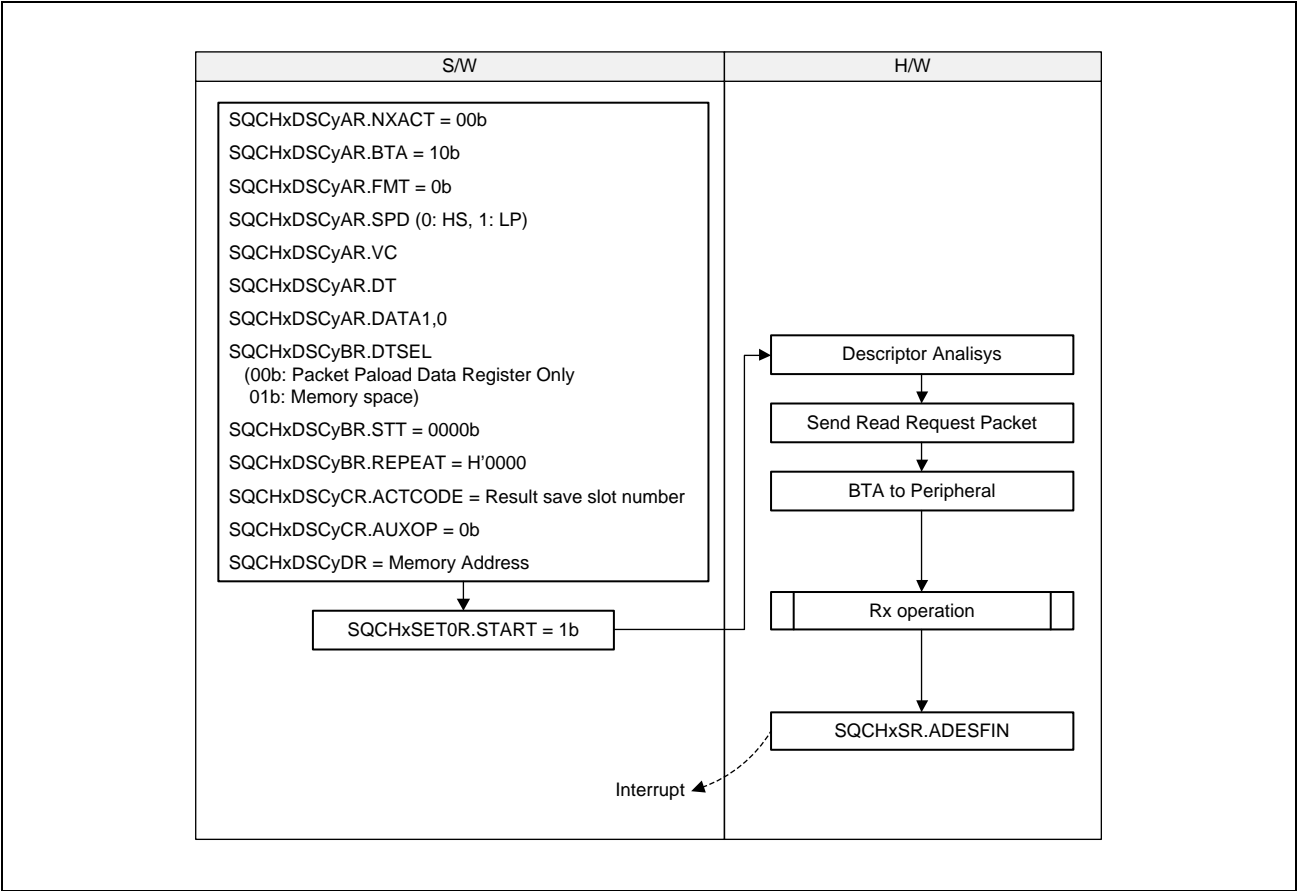 S/W
H/W
SQCHxDSCyAR.NXACT = 00b
SQCHxDSCyAR.BTA = 10b
SQCHxDSCyAR.FMT = 0b
SQCHxDSCyAR.SPD (0: HS, 1: LP)
SQCHxDSCyAR.VC
SQCHxDSCyAR.DT
SQCHxDSCyAR.DATA1,0
SQCHxDSCyBR.DTSEL
(00b: Packet Paload Data Register Only
01b: Memory space)
SQCHxDSCyBR.STT = 0000b
SQCHxDSCyBR.REPEAT = H'0000
SQCHxDSCyCR.ACTCODE = Result save slot number
SQCHxDSCyCR.AUXOP = 0b
SQCHxDSCyDR = Memory Address
SQCHxSET0R.START = 1b
Descriptor Analisys
Send Read Request Packet
BTA to Peripheral
Rx operation
SQCHxSR.ADESFIN
Interrupt